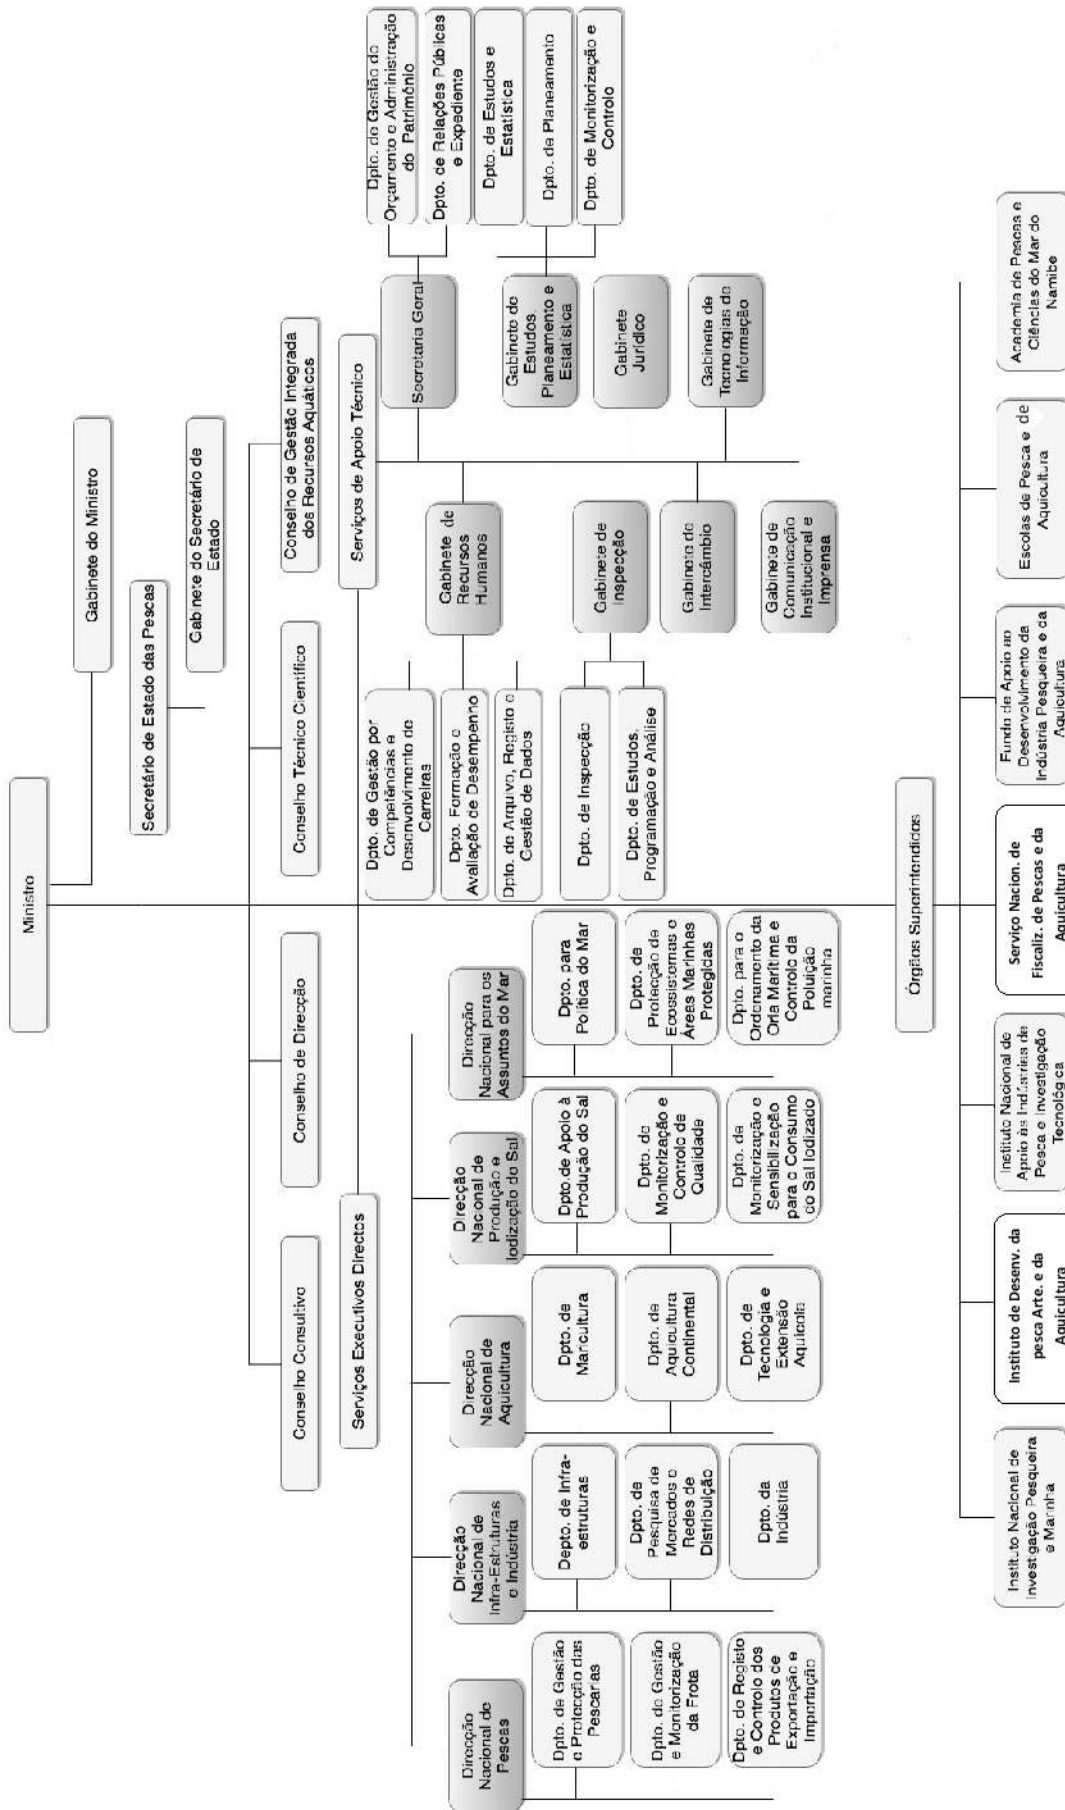 Ministro
Gabinete do Ministro
Secretário de Estado das Pescas
Gabinete do Secretário de
Estado
Conselho Consultivo
Conselho de Direcção
Conselho Técnico Científico
Conselho de Gestão Integrada
dos Recursos Aquáticos
Serviços Executivos Directos
Serviços de Apoio Técnico
Direcção
Nacional de
Pescas
Dpto. de Gestão
e Protecção das
Pescarias
Dpto. de Gestão
e Monitorização
da Frota
Dpto. de Registo
e Controlo dos
Produtos de
Exportação e
Importação
Direcção
Nacional de
Infra-Estruturas
e Indústria
Depto. de Infra-
estruturas
Dpto. de
Pesquisa de
Mercados e
Redes de
Distribuição
Dpto. da
Indústria
Direcção
Nacional de
Aquicultura
Dpto. de
Maricultura
Dpto. de
Aquicultura
Continental
Dpto. de
Tecnologia e
Extensão
Aquícola
Direcção
Nacional de
Produção e
Iodização do Sal
Dpto.de Apoio à
Produção do Sal
Dpto. de
Monitorização e
Controlo de
Qualidade
Dpto. de
Monitorização e
Sensibilização
para o Consumo
do Sal Iodizado
Direcção
Nacional para os
Assuntos do Mar
Dpto. para
Política do Mar
Dpto. de
Protecção de
Ecossistemas e
Áreas Marinhas
Protegidas
Dpto. para o
Ordenamento da
Orla Marítima e
Controlo da
Poluição
marinha
Dpto. de Gestão por
Competências e
Desenvolvimento de
Carreiras
Dpto. Formação e
Avaliação de Desempenho
Dpto. de Arquivo, Registo e
Gestão de Dados
Gabinete de
Recursos
Humanos
Dpto. de Inspecção
Dpto. de Estudos,
Programação e Análise
Gabinete de
Inspecção
Gabinete de
Intercâmbio
Gabinete de
Comunicação
Institucional e
Imprensa
Secretaria Geral
Dpto. de Gestão do
Orçamento e Administração
do Património
Dpto. de Relações Públicas
e Expediente
Gabinete de
Estudos,
Planeamento e
Estatística
Dpto. de Estudos e
Estatística
Dpto. de Planeamento
Dpto. de Monitorização e
Controlo
Gabinete
Jurídico
Gabinete de
Tecnologias de
Informação
Órgãos Superintendidos
Instituto Nacional de
Investigação Pesqueira
e Marinha
Instituto de Desenv. da
pesca Arte. e da
Aquicultura
Instituto Nacional de
Apoio às Indústrias de
Pesca e Investigação
Tecnológica
Serviço Nacion. de
Fiscaliz. de Pescas e da
Aquicultura
Fundo de Apoio ao
Desenvolvimento da
Indústria Pesqueira e da
Aquicultura
Escolas de Pesca e de
Aquicultura
Academia de Pescas e
Ciências do Mar do
Namibe